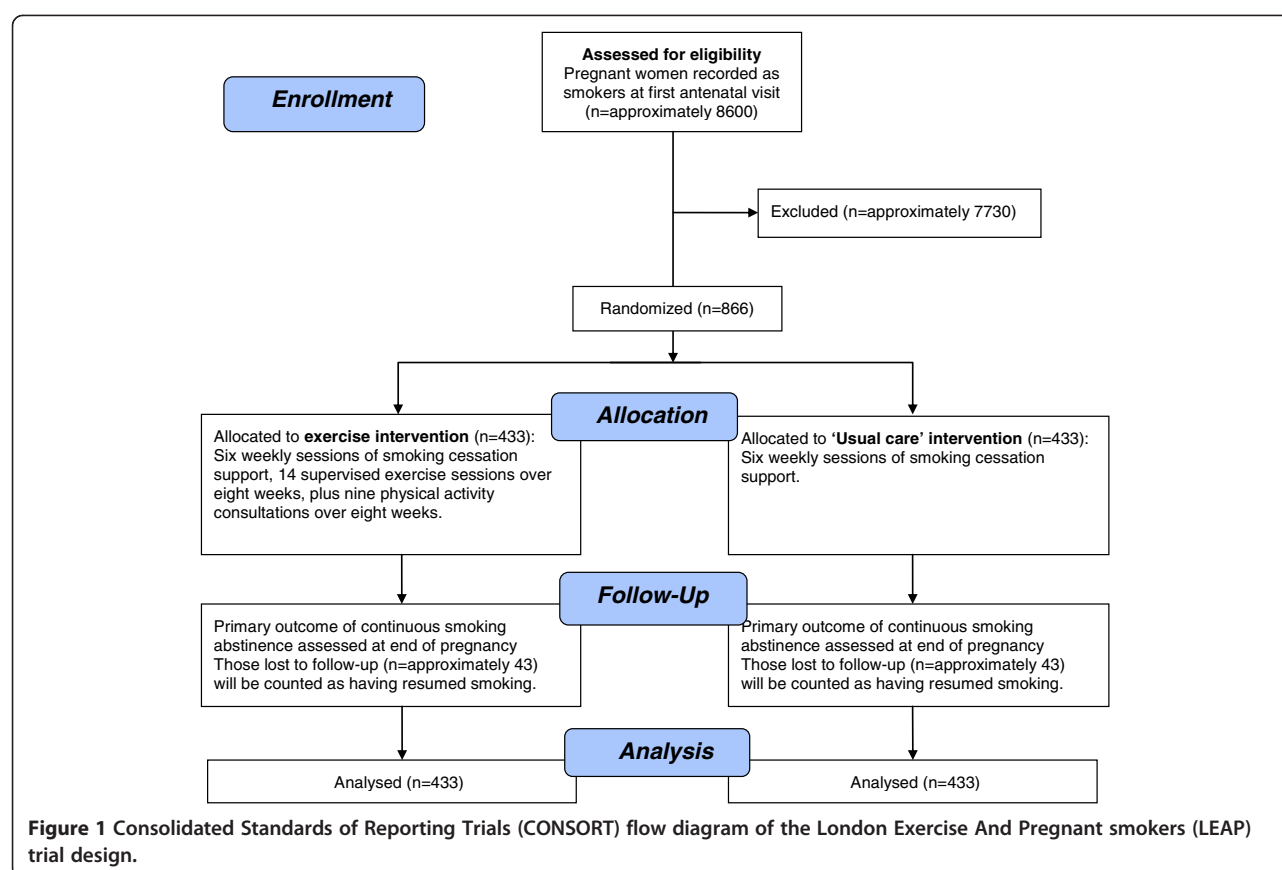 Assessed for eligibility
Pregnant women recorded as
smokers at first antenatal visit
(n=approximately 8600)
Enrollment
Excluded (n=approximately 7730)
Randomized (n=866)
Allocation
Allocated to exercise intervention (n=433):
Six weekly sessions of smoking cessation
support, 14 supervised exercise sessions over
eight weeks, plus nine physical activity
consultations over eight weeks.
Allocated to ‘Usual care’ intervention (n=433):
Six weekly sessions of smoking cessation
support.
Follow-Up
Primary outcome of continuous smoking
abstinence assessed at end of pregnancy
Those lost to follow-up (n=approximately 43)
will be counted as having resumed smoking.
Primary outcome of continuous smoking
abstinence assessed at end of pregnancy
Those lost to follow-up (n=approximately 43)
will be counted as having resumed smoking.
Analysis
Analysed (n=433)
Analysed (n=433)
Figure 1 Consolidated Standards of Reporting Trials (CONSORT) flow diagram of the London Exercise And Pregnant smokers (LEAP)
trial design.